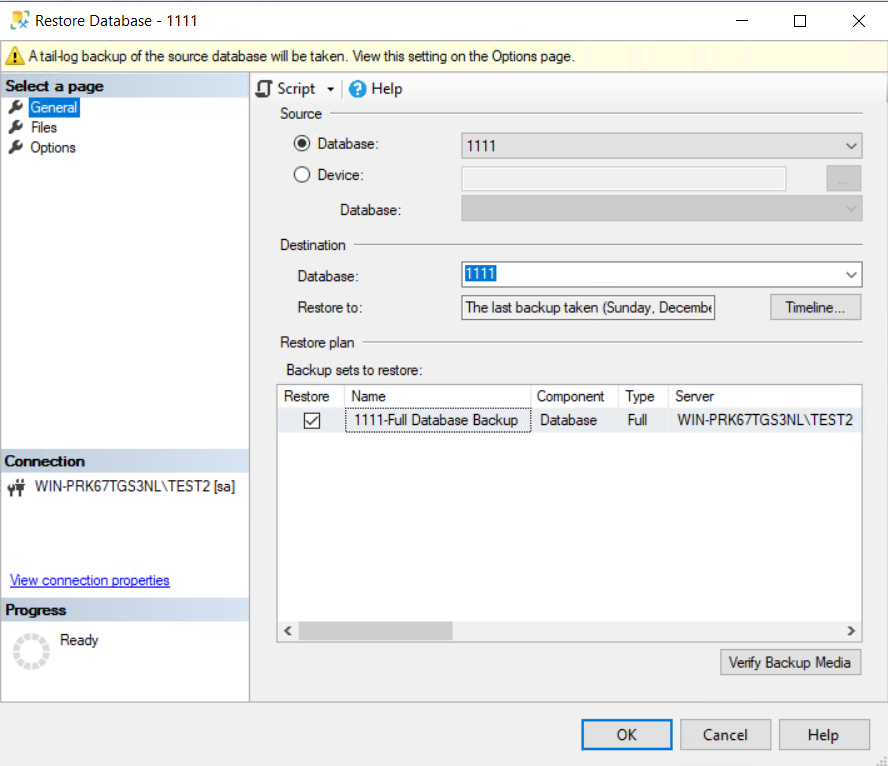 Restore Database - 1111
A tail-log backup of the source database will be taken. View this setting on the Options page.
Select a page
General
Files
Options
Script
Help
Source
Database:
1111
Device:
...
Database:
Destination
Database:
1111
Restore to:
The last backup taken (Sunday, Decembe
Timeline...
Restore plan
Backup sets to restore:
Restore Name Component Type Server
1111-Full Database Backup Database Full WIN-PRK67TGS3NL\TEST2
Connection
WIN-PRK67TGS3NL\TEST2 [sa]
View connection properties
Progress
Ready
Verify Backup Media
OK Cancel Help